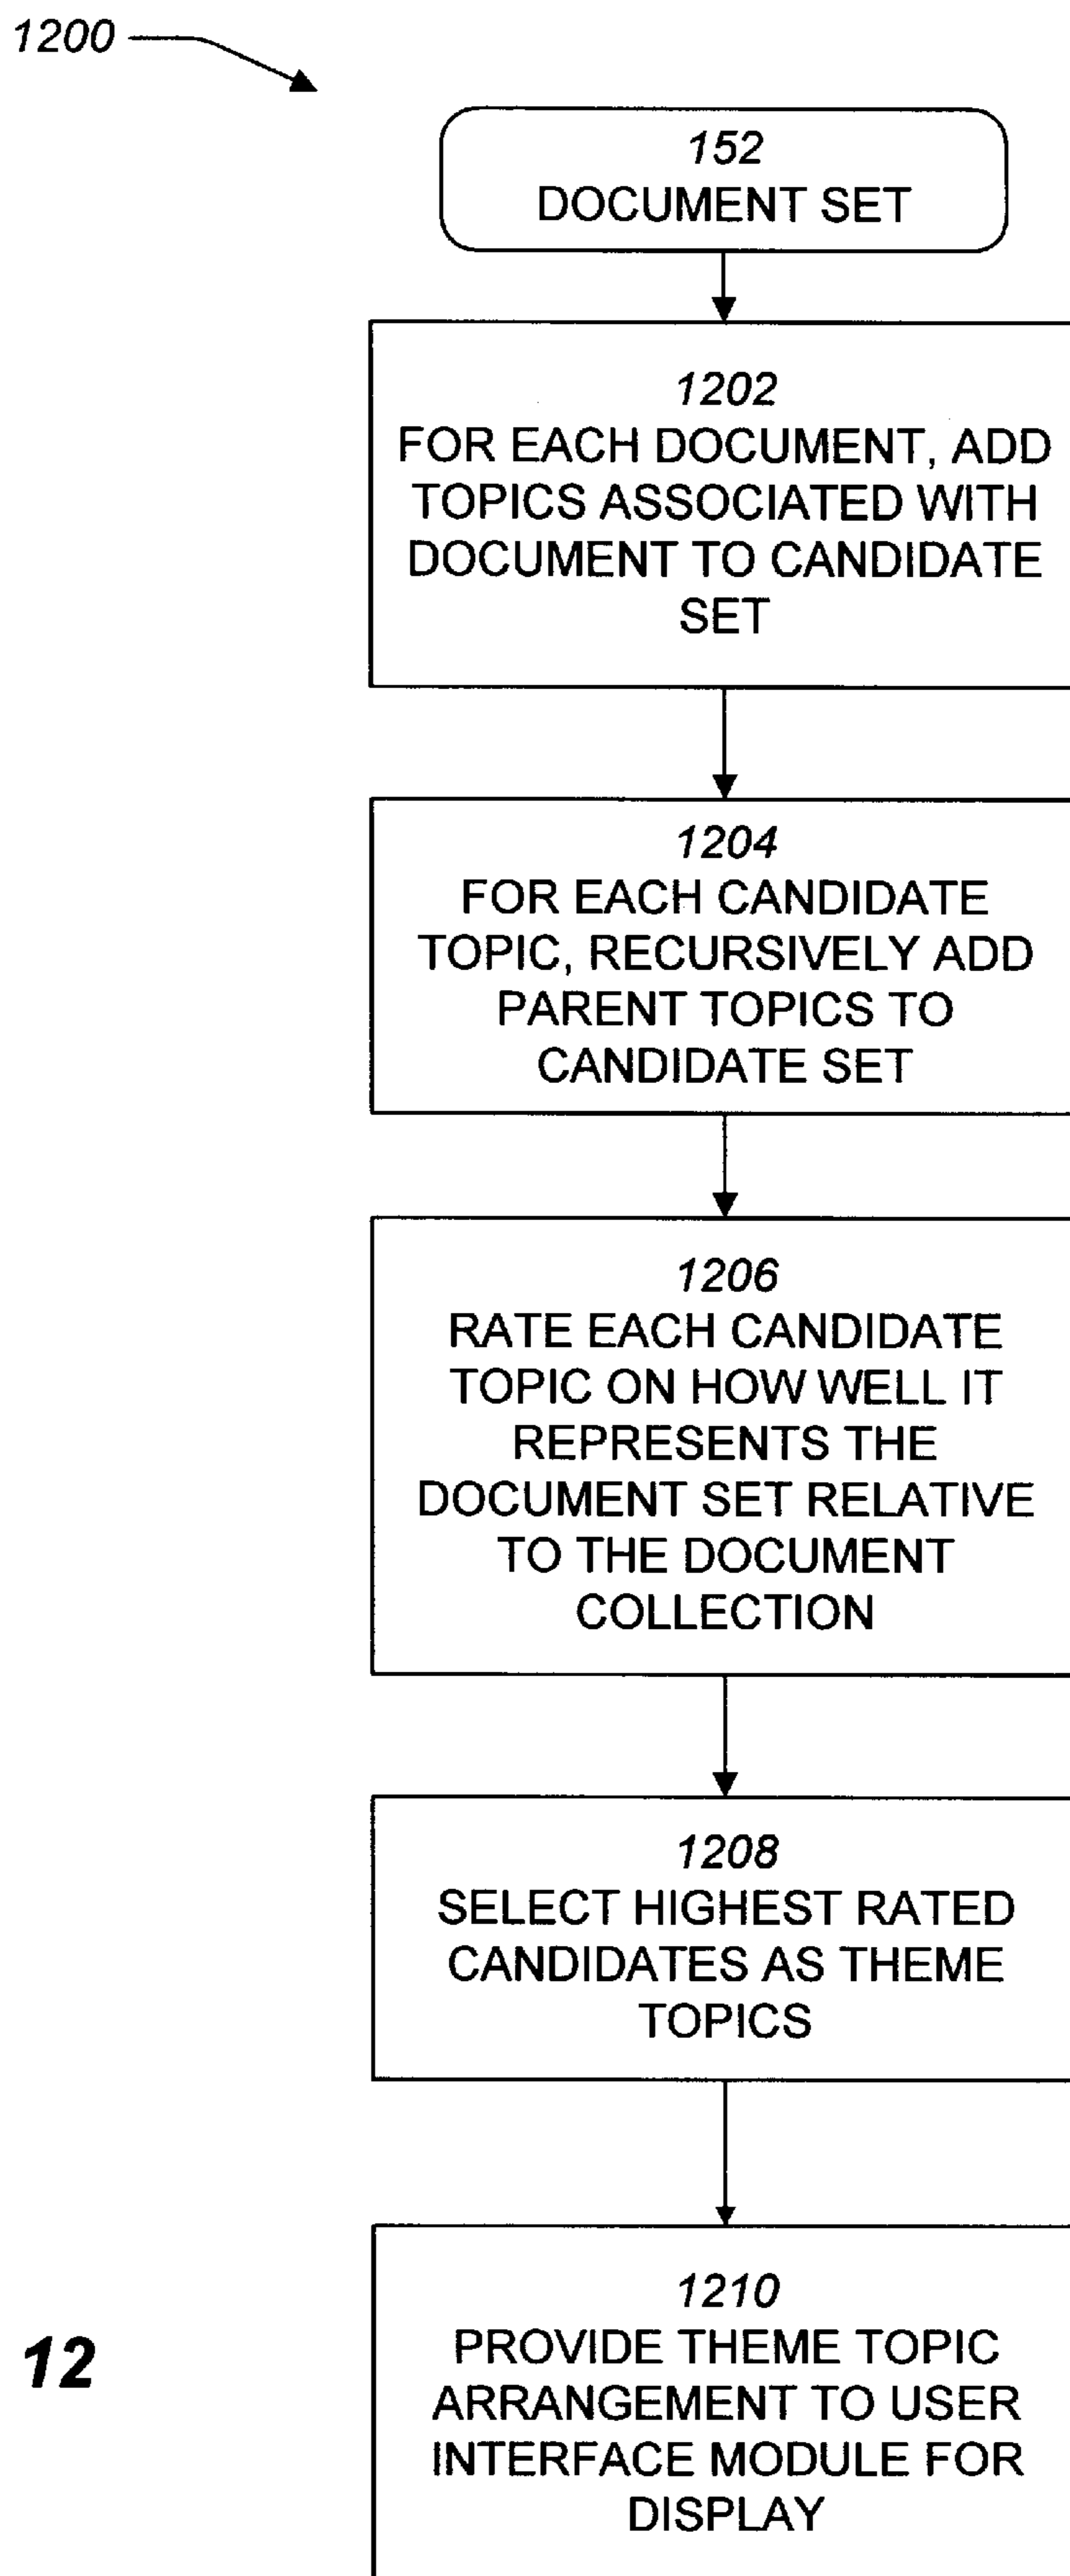 1200
152
DOCUMENT SET
1202
FOR EACH DOCUMENT, ADD
TOPICS ASSOCIATED WITH
DOCUMENT TO CANDIDATE
SET
1204
FOR EACH CANDIDATE
TOPIC, RECURSIVELY ADD
PARENT TOPICS TO
CANDIDATE SET
1206
RATE EACH CANDIDATE
TOPIC ON HOW WELL IT
REPRESENTS THE
DOCUMENT SET RELATIVE
TO THE DOCUMENT
COLLECTION
1208
SELECT HIGHEST RATED
CANDIDATES AS THEME
TOPICS
1210
PROVIDE THEME TOPIC
ARRANGEMENT TO USER
INTERFACE MODULE FOR
DISPLAY
12